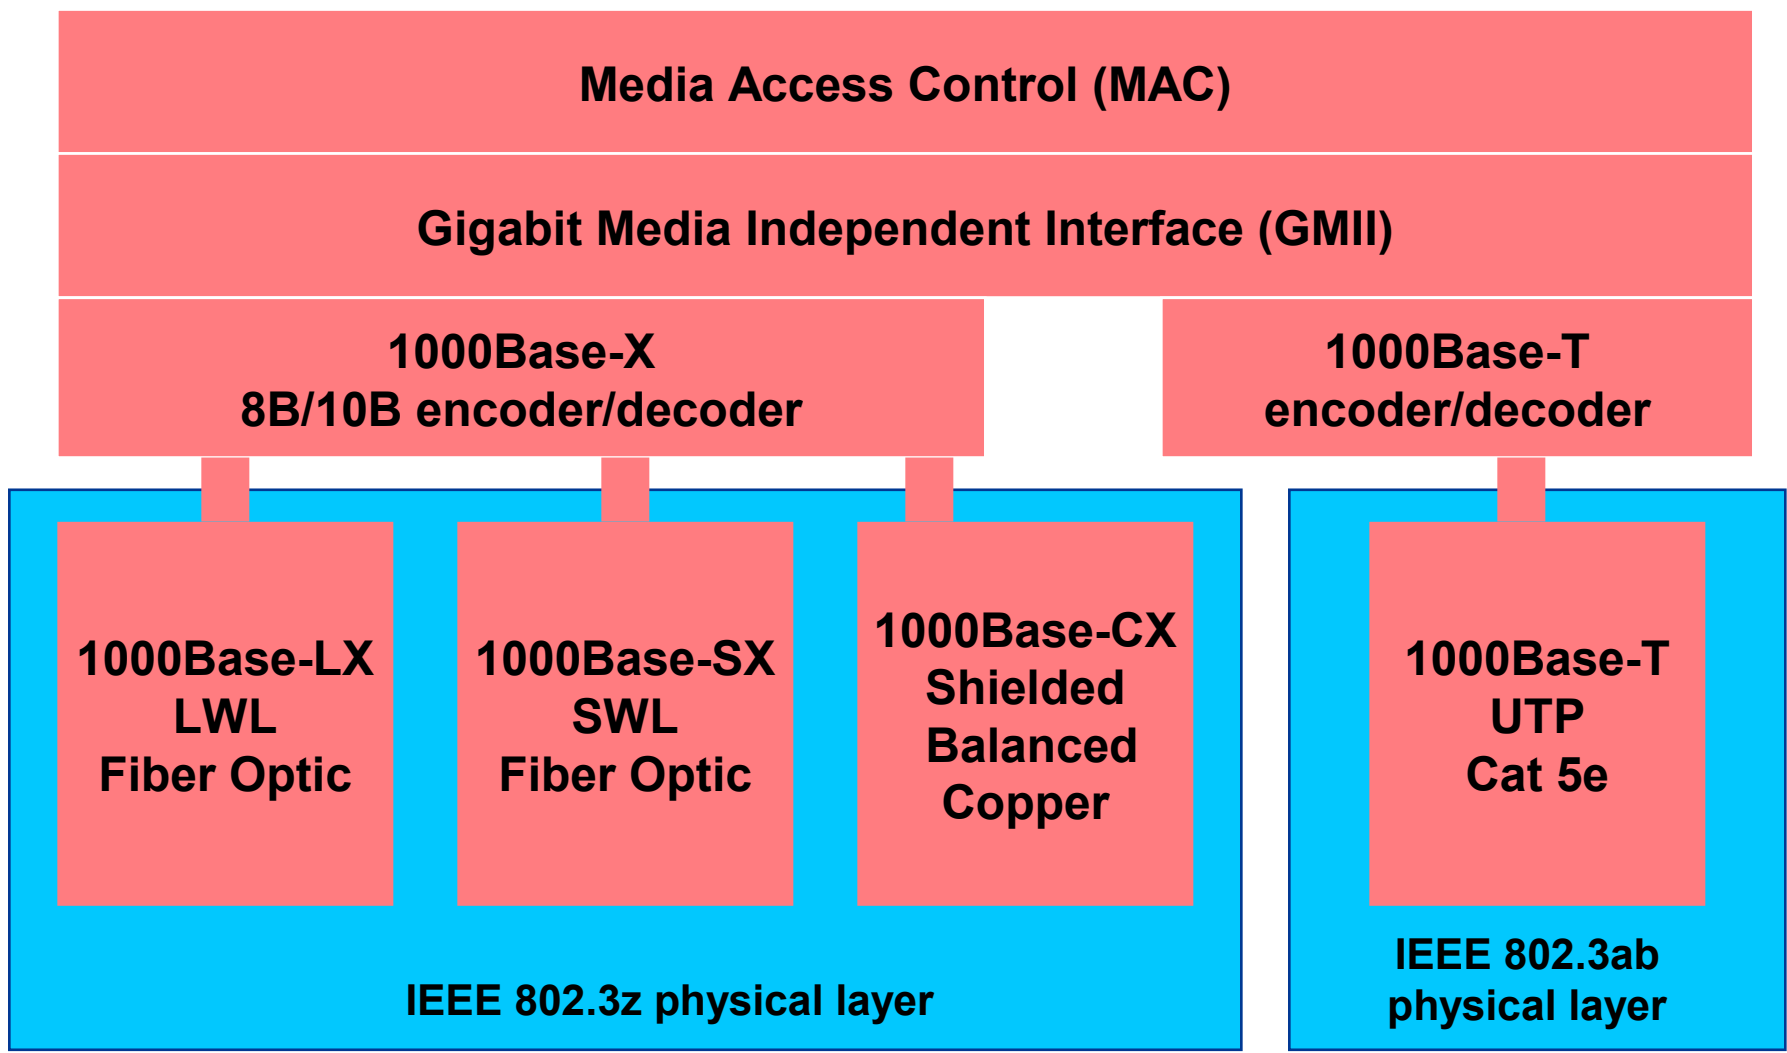 Media Access Control (MAC)
Gigabit Media Independent Interface (GMII)
1000Base-X
8B/10B encoder/decoder
1000Base-T
encoder/decoder
1000Base-LX
LWL
Fiber Optic
1000Base-SX
SWL
Fiber Optic
1000Base-CX
Shielded
Balanced
Copper
1000Base-T
UTP
Cat 5e
IEEE 802.3z physical layer
IEEE 802.3ab
physical layer